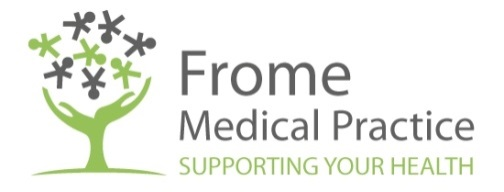 Frome
Medical Practice
SUPPORTING YOUR HEALTH